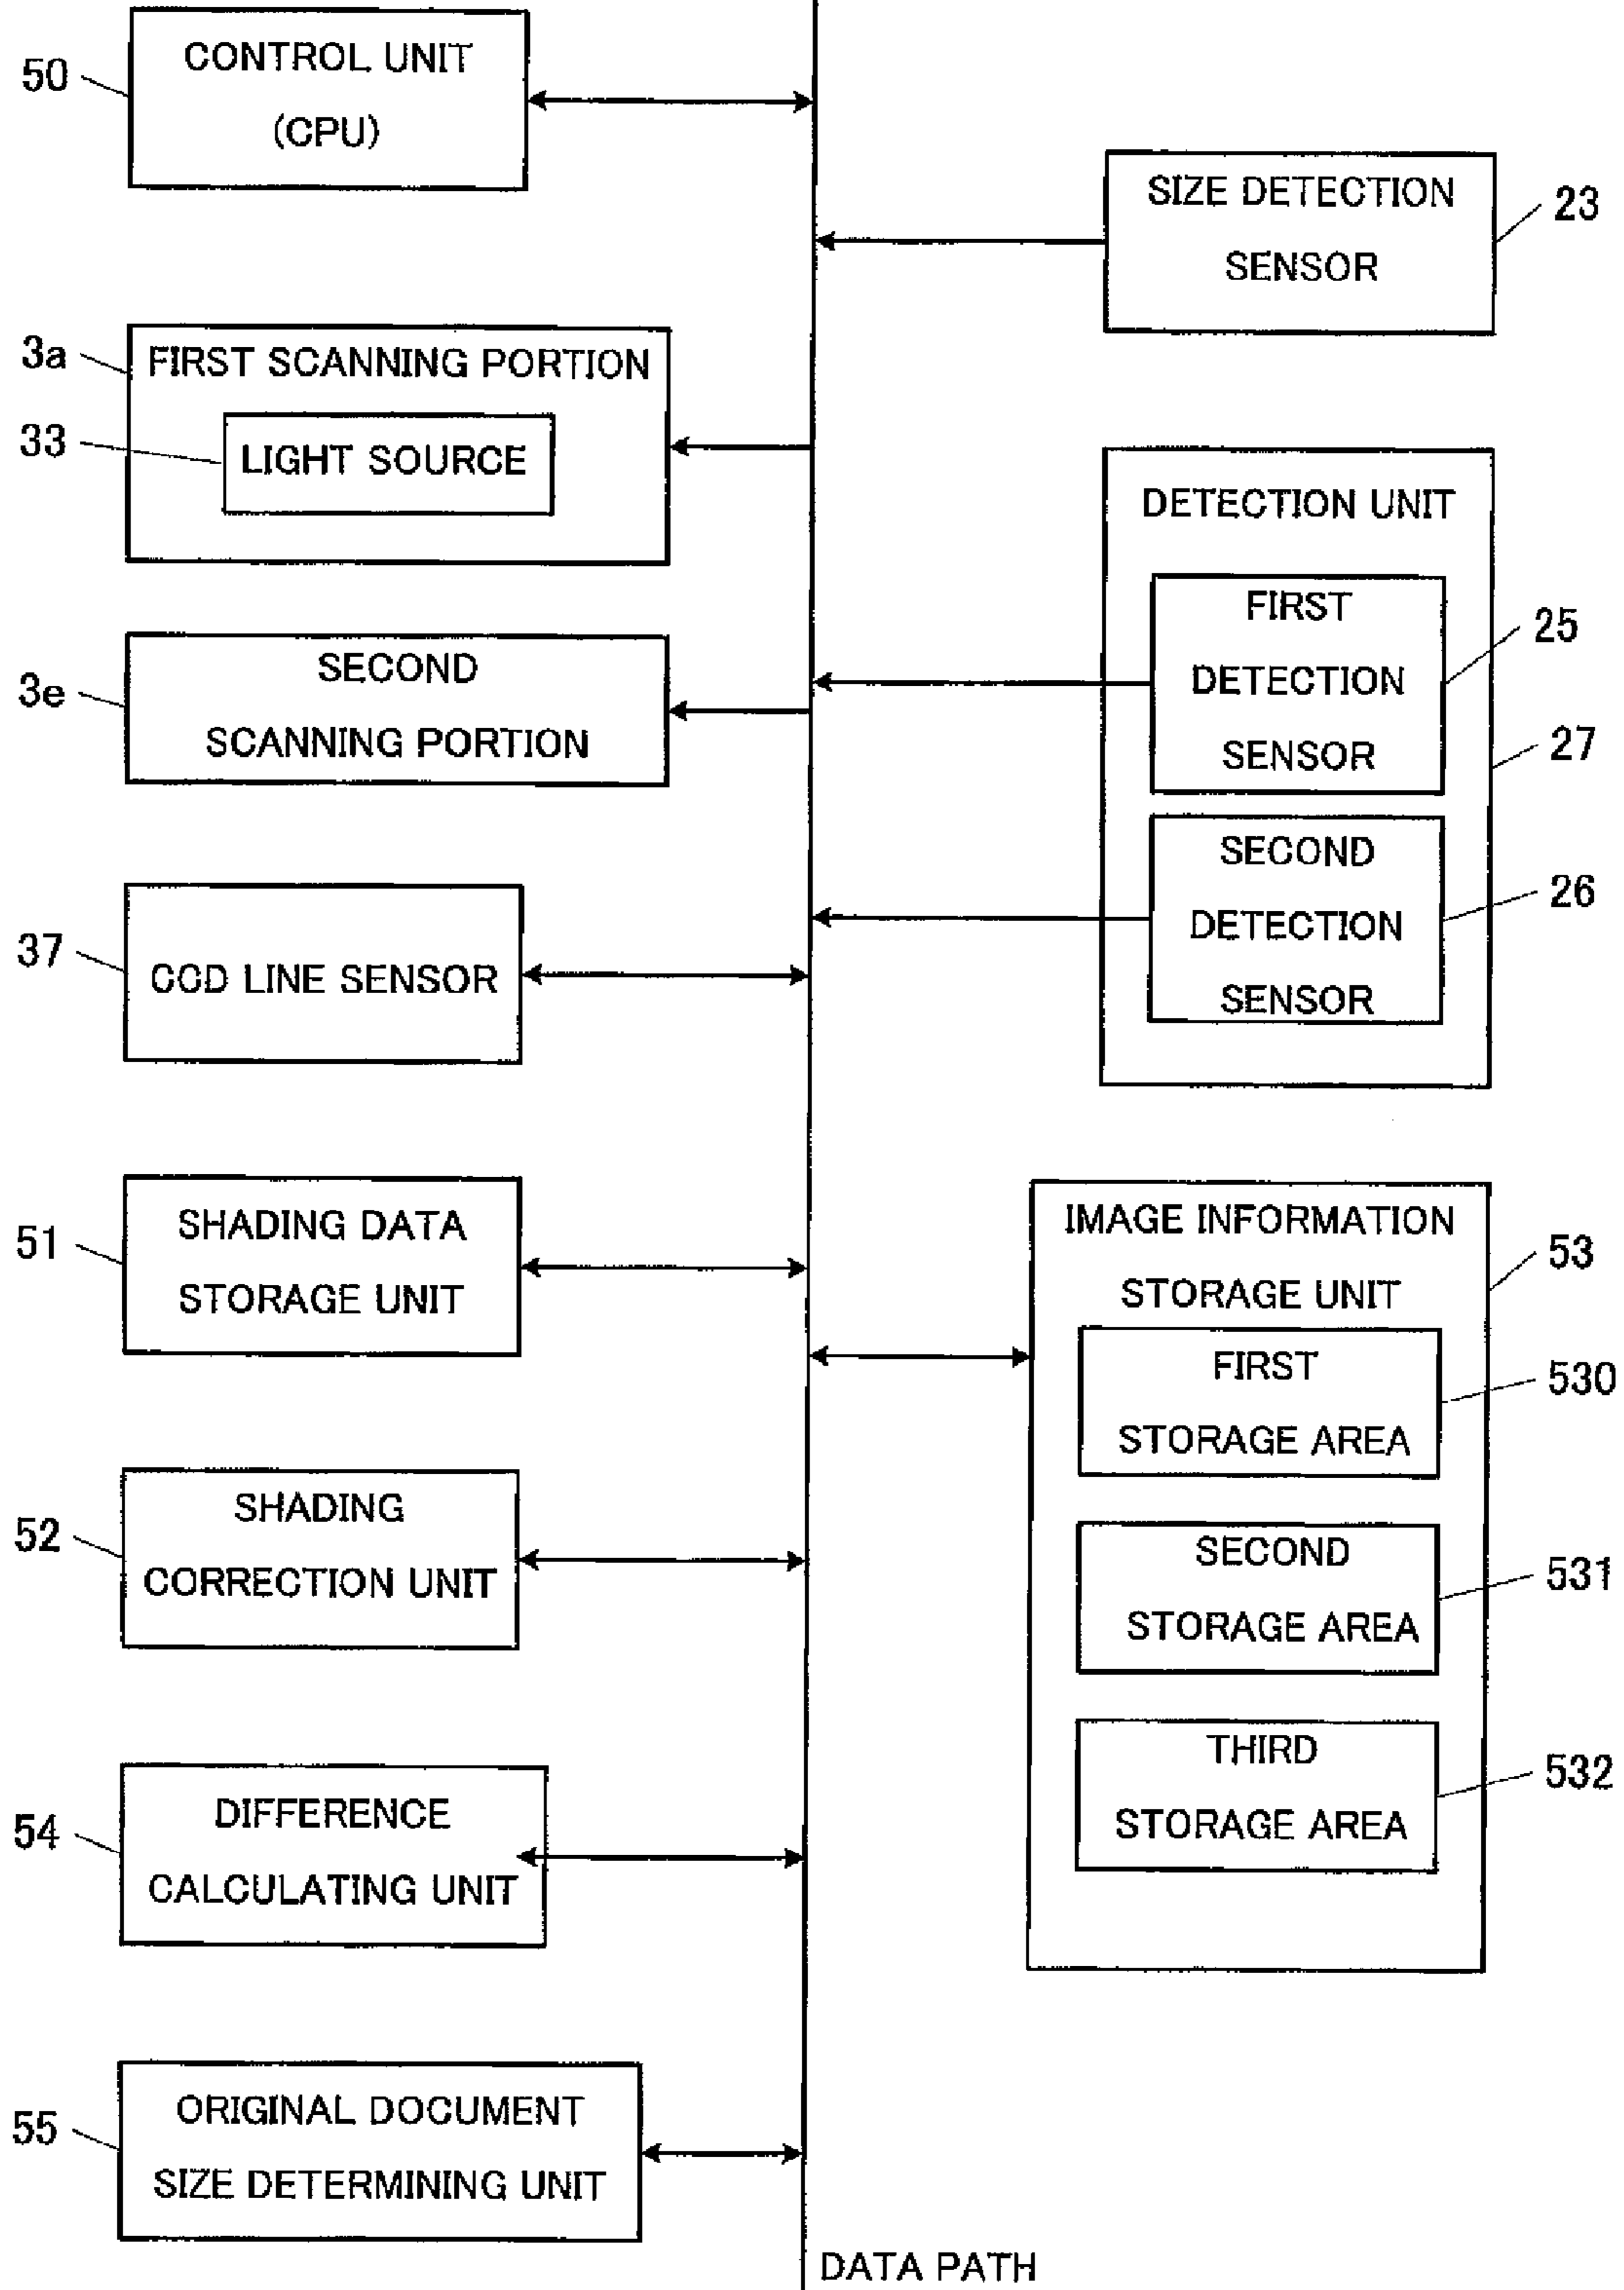 50
CONTROL UNIT
(CPU)
SIZE DETECTION
SENSOR
23
3a
FIRST SCANNING PORTION
33
LIGHT SOURCE
DETECTION UNIT
FIRST
DETECTION
SENSOR
25
27
3e
SECOND
SCANNING PORTION
SECOND
DETECTION
SENSOR
26
37
CCD LINE SENSOR
51
SHADING DATA
STORAGE UNIT
IMAGE INFORMATION
STORAGE UNIT
53
FIRST
STORAGE AREA
530
52
SHADING
CORRECTION UNIT
SECOND
STORAGE AREA
531
THIRD
STORAGE AREA
532
54
DIFFERENCE
CALCULATING UNIT
55
ORIGINAL DOCUMENT
SIZE DETERMINING UNIT
DATA PATH